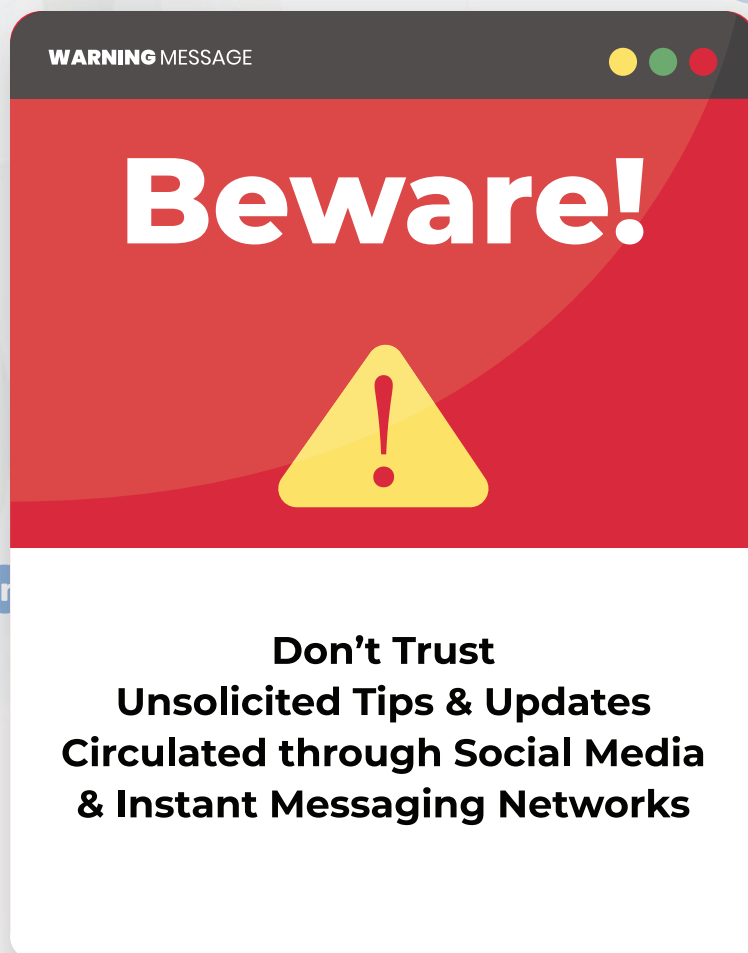 WARNING MESSAGE
Beware!
!
Don’t Trust
Unsolicited Tips & Updates
Circulated through Social Media
& Instant Messaging Networks